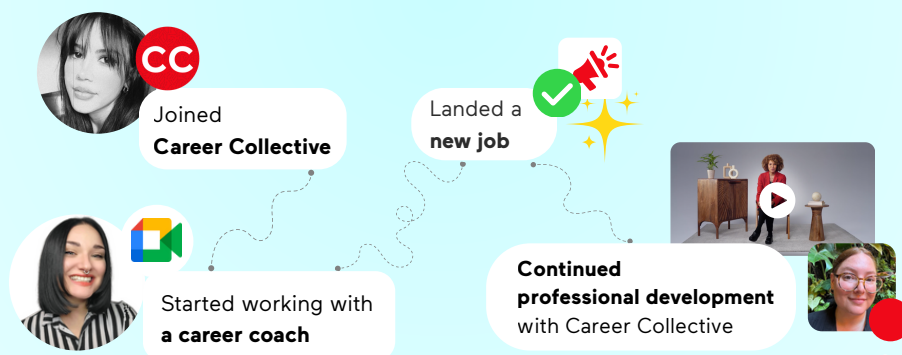 CC
Joined
Career Collective
Started working with
a career coach
Landed a
new job
Continued
professional development
with Career Collective